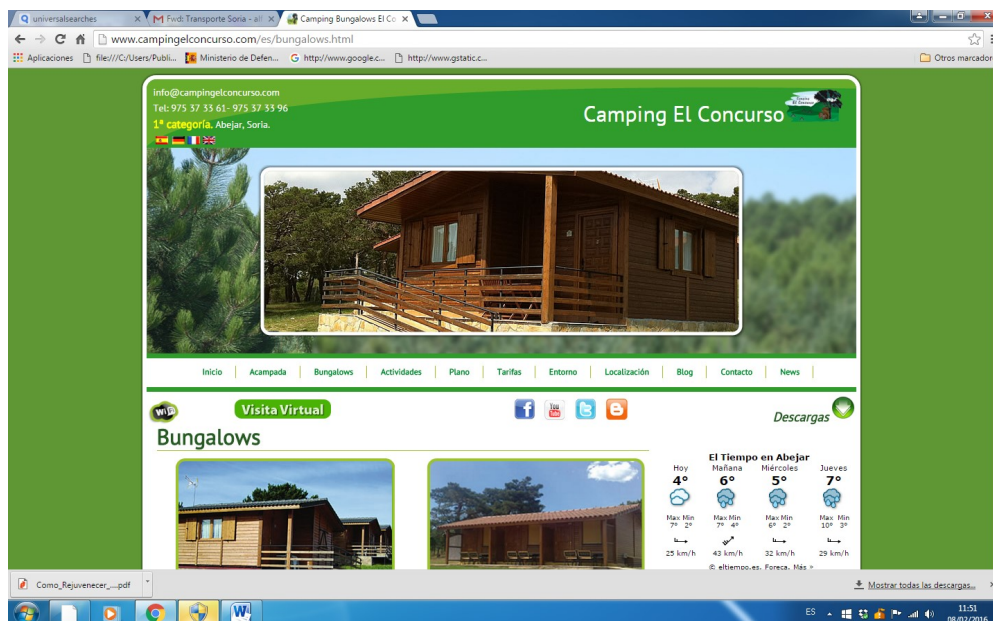 universalsearches
Fwd: Transporte Soria - all
Camping Bungalows El Co
www.campingelconcurso.com/es/bungalows.html
Aplicaciones file:///C:/Users/Publi... Ministerio de Defen... http://www.google.c... http://www.gstatic.c... Otros marcador
info@campingelconcurso.com
Tel: 975 37 33 61- 975 37 33 96
1ª categoría. Abejar, Soria.
Camping El Concurso
Inicio Acampada Bungalows Actividades Plano Tarifas Entorno Localización Blog Contacto News
Wi Fi Visita Virtual You Tube Descargas
Bungalows
El Tiempo en Abejar
Hoy Mañana Miércoles Jueves
4° 6° 5° 7°
Max Min Max Min Max Min Max Min
7° 2° 7° 4° 6° 2° 10° 3°
25 km/h 43 km/h 32 km/h 29 km/h
© eltiempo.es, Foreca. Más »
Como_Rejuvenecer_....pdf Mostrar todas las descargas...
ES 11:51
08/02/2016